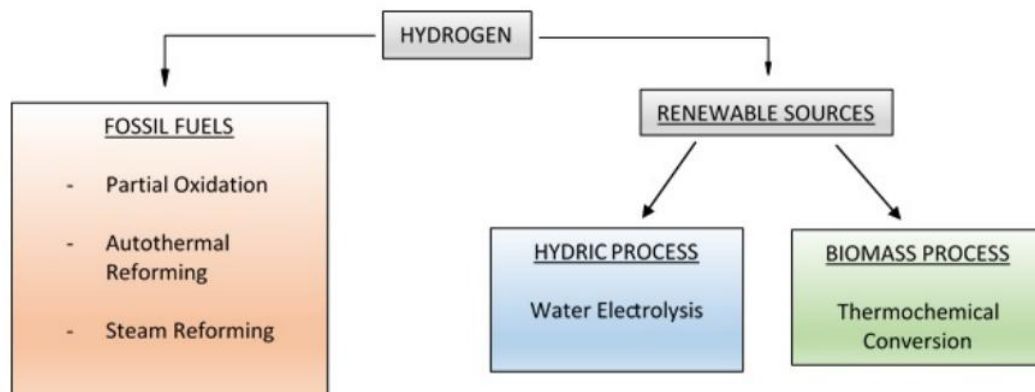 HYDROGEN
FOSSIL FUELS
- Partial Oxidation
- Autothermal
Reforming
- Steam Reforming
RENEWABLE SOURCES
HYDRIC PROCESS
Water Electrolysis
BIOMASS PROCESS
Thermochemical
Conversion